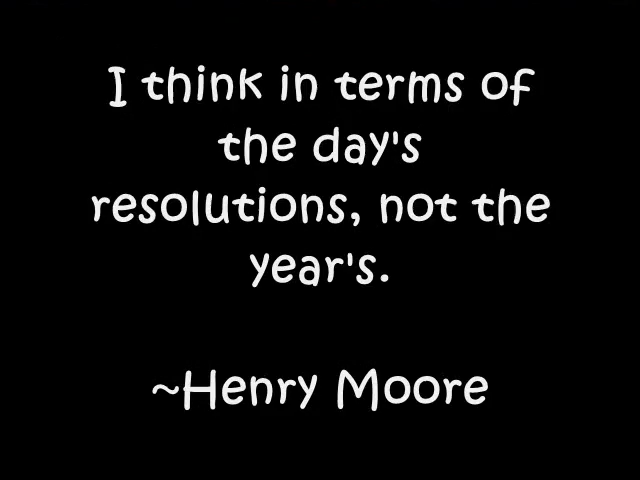 I think in terms of
the day's
resolutions, not the
year's.
~Henry Moore